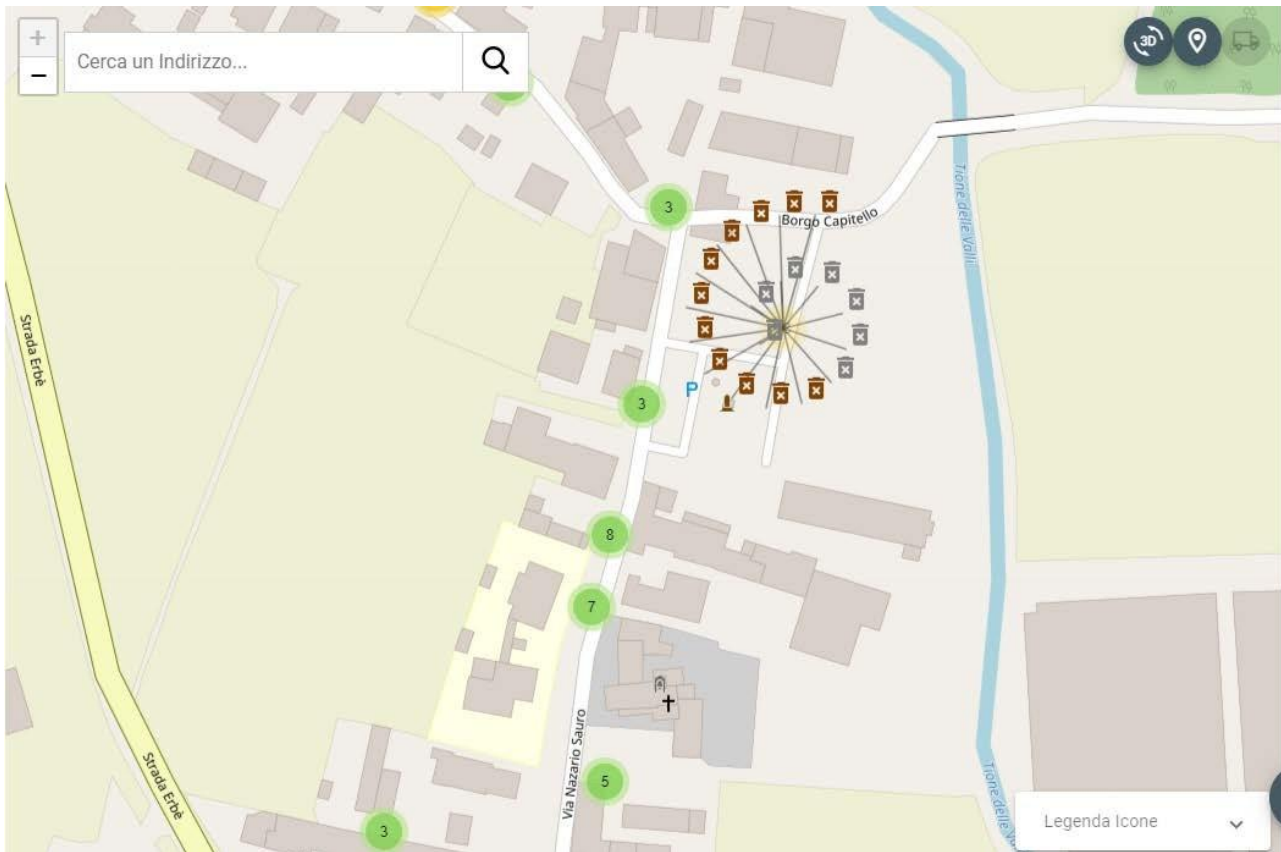 +
−
Cerca un Indirizzo...
3D
3
Borgo Capitello
Tione delle Valli
Strada Erbè
P
3
8
7
Via Nazario Sauro
5
Strada Erbè
3
Tione delle
Legenda Icone